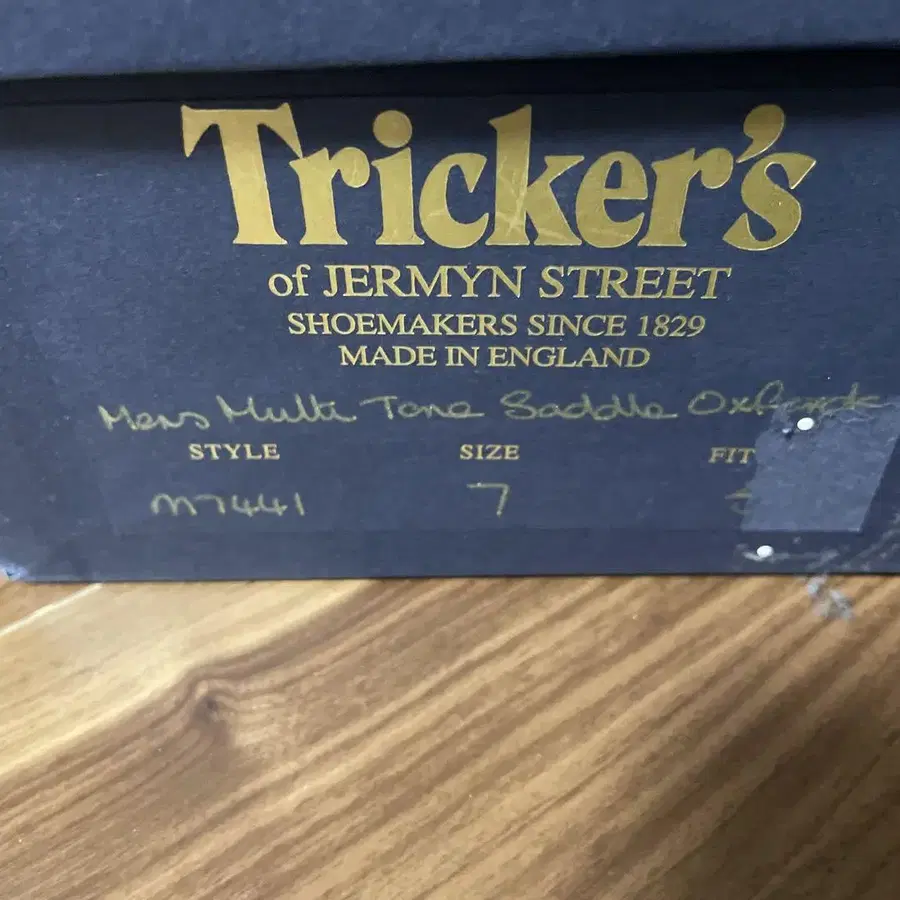 Tricker's
of JERMYN STREET
SHOEMAKERS SINCE 1829
MADE IN ENGLAND
Mens Multi Tone Saddle Oxfords
STYLE SIZE FIT
M7441 7